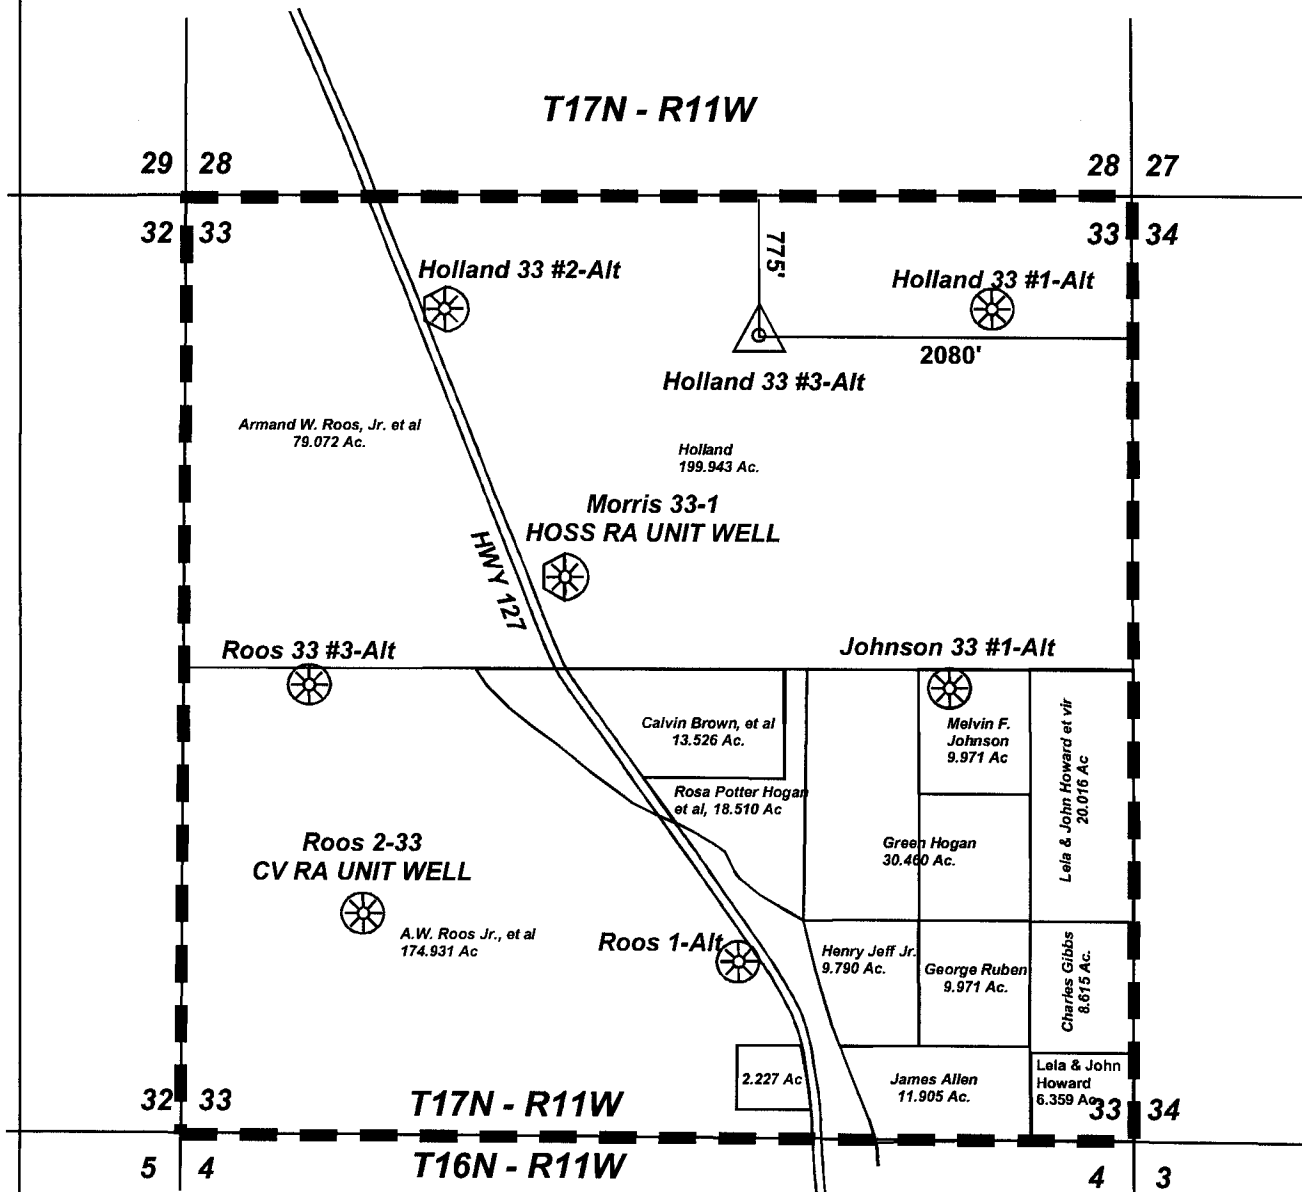 T17N - R11W
29 28
28 27
32 33
33 34
775'
Holland 33 #2-Alt
Holland 33 #1-Alt
2080'
Holland 33 #3-Alt
Armand W. Roos, Jr. et al
79.072 Ac.
Holland
199.943 Ac.
Morris 33-1
HOSS RA UNIT WELL
HWY 127
Roos 33 #3-Alt
Johnson 33 #1-Alt
Calvin Brown, et al
13.526 Ac.
Melvin F.
Johnson
9.971 Ac
Lela & John Howard et vir
20.016 Ac
Rosa Potter Hogan
et al, 18.510 Ac
Green Hogan
30.460 Ac.
Roos 2-33
CV RA UNIT WELL
A.W. Roos Jr., et al
174.931 Ac
Roos 1-Alt
Henry Jeff Jr.
9.790 Ac.
George Ruben
9.971 Ac.
Charles Gibbs
8.615 Ac.
2.227 Ac
James Allen
11.905 Ac.
Lela & John
Howard
6.359 Ac
32 33
T17N - R11W
33 34
5 4
T16N - R11W
4 3